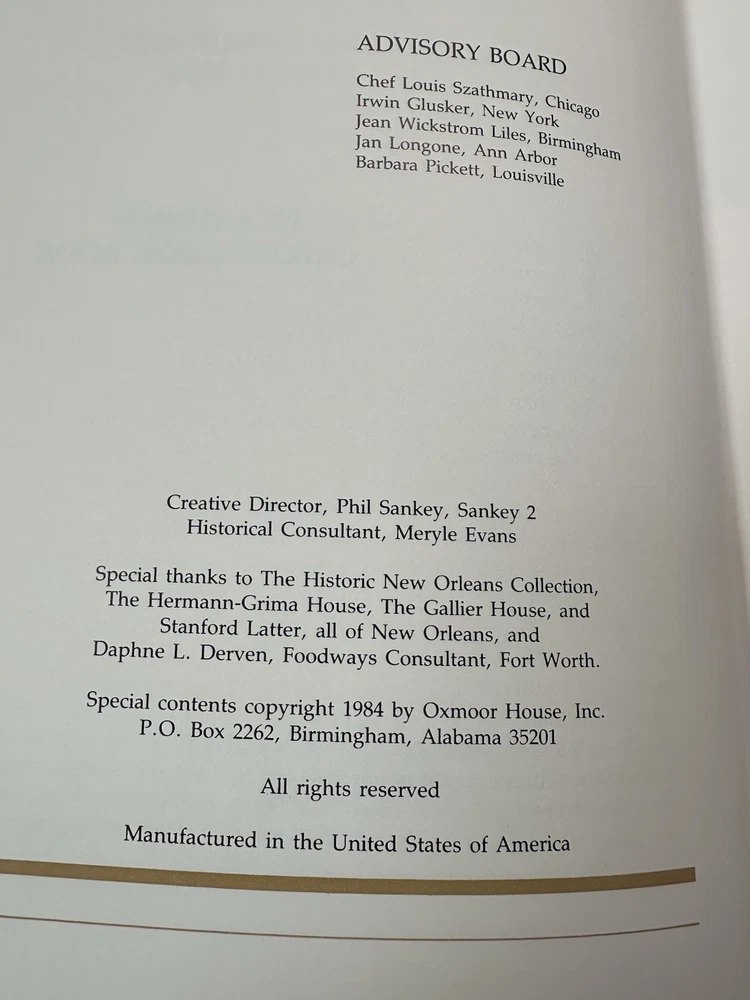 ADVISORY BOARD
Chef Louis Szathmary, Chicago
Irwin Glusker, New York
Jean Wickstrom Liles, Birmingham
Jan Longone, Ann Arbor
Barbara Pickett, Louisville
Creative Director, Phil Sankey, Sankey 2
Historical Consultant, Meryle Evans
Special thanks to The Historic New Orleans Collection,
The Hermann-Grima House, The Gallier House, and
Stanford Latter, all of New Orleans, and
Daphne L. Derven, Foodways Consultant, Fort Worth.
Special contents copyright 1984 by Oxmoor House, Inc.
P.O. Box 2262, Birmingham, Alabama 35201
All rights reserved
Manufactured in the United States of America